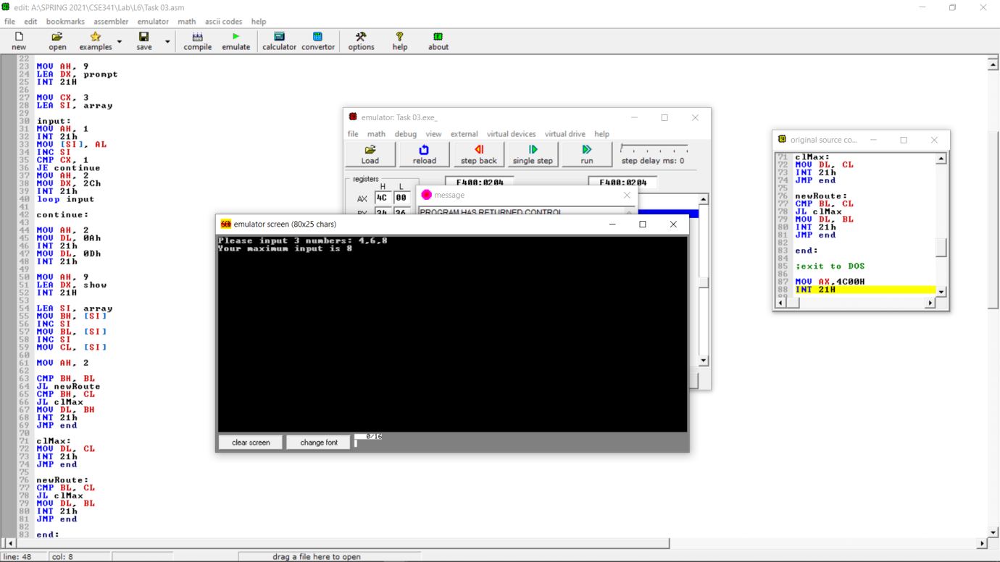 edit: A:\SPRING 2021\CSE341\Lab\L6\Task 03.asm
file edit bookmarks assembler emulator math ascii codes help
new open examples save compile emulate calculator convertor options help about
22
23 MOV AH, 9
24 LEA DX, prompt
25 INT 21H
26
27 MOV CX, 3
28 LEA SI, array
29
30 input:
31 MOV AH, 1
32 INT 21h
33 MOV [SI], AL
34 INC SI
35 CMP CX, 1
36 JE continue
37 MOV AH, 2
38 MOV DX, 2Ch
39 INT 21h
40 loop input
41
42 continue:
43
44 MOV AH, 2
45 MOV DL, 0Ah
46 INT 21h
47 MOV DL, 0Dh
48 INT 21h
49
50 MOV AH, 9
51 LEA DX, show
52 INT 21H
53
54 LEA SI, array
55 MOV BH, [SI]
56 INC SI
57 MOV BL, [SI]
58 INC SI
59 MOV CL, [SI]
60
61 MOV AH, 2
62
63 CMP BH, BL
64 JL newRoute
65 CMP BH, CL
66 JL clMax
67 MOV DL, BH
68 INT 21h
69 JMP end
70
71 clMax:
72 MOV DL, CL
73 INT 21h
74 JMP end
75
76 newRoute:
77 CMP BL, CL
78 JL clMax
79 MOV DL, BL
80 INT 21h
81 JMP end
82
83 end:
emulator: Task 03.exe_
file math debug view external virtual devices virtual drive help
Load reload step back single step run step delay ms: 0
registers F400:0204 F400:0204
H L
AX 4C 00
message
PROGRAM HAS RETURNED CONTROL
emulator screen (80x25 chars)
Please input 3 numbers: 4,6,8
Your maximum input is 8
clear screen change font 0/16
original source co...
71 clMax:
72 MOV DL, CL
73 INT 21h
74 JMP end
75
76 newRoute:
77 CMP BL, CL
78 JL clMax
79 MOV DL, BL
80 INT 21h
81 JMP end
82
83 end:
84
85 ;exit to DOS
86
87 MOV AX,4C00H
88 INT 21H
line: 48 col: 8 drag a file here to open